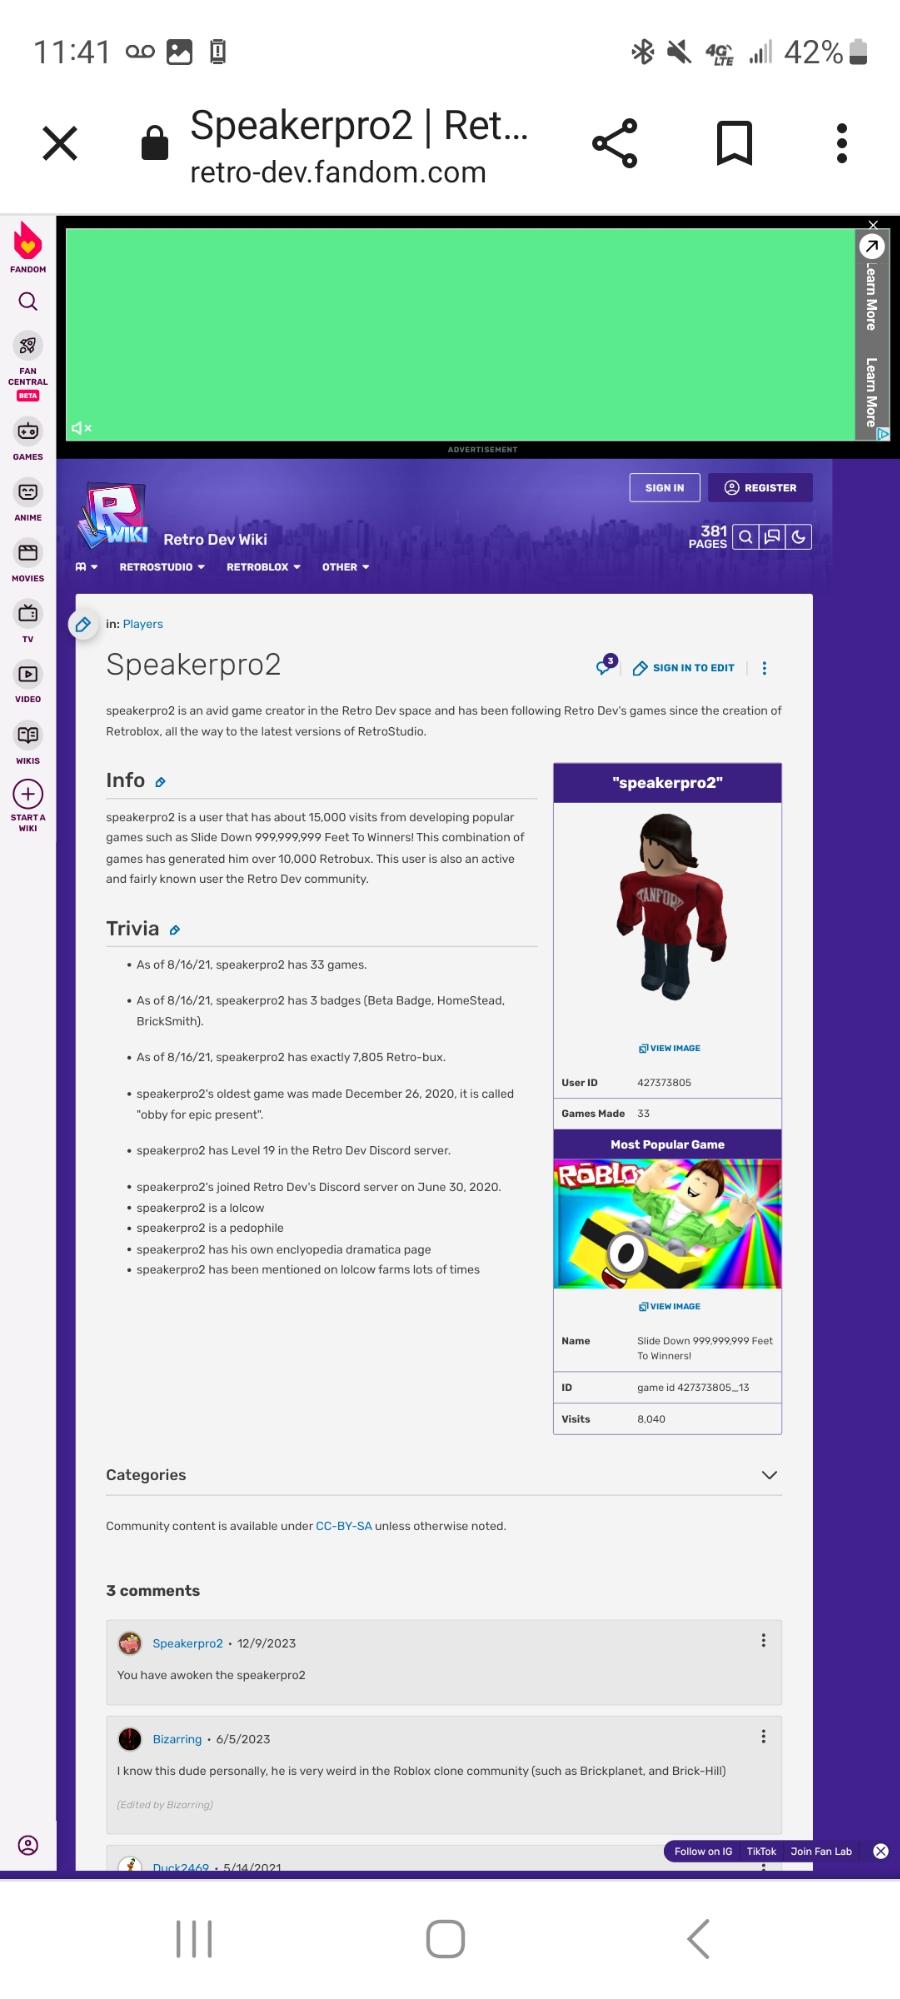 11:41
42%
4G LTE
Speakerpro2 | Ret...
retro-dev.fandom.com
FANDOM
FAN
CENTRAL
BETA
GAMES
ANIME
MOVIES
TV
VIDEO
WIKIS
START A
WIKI
Learn More
Learn More
ADVERTISEMENT
SIGN IN
REGISTER
R WIKI
Retro Dev Wiki
381
PAGES
RETROSTUDIO
RETROBLOX
OTHER
in: Players
Speakerpro2
3
SIGN IN TO EDIT
speakerpro2 is an avid game creator in the Retro Dev space and has been following Retro Dev's games since the creation of
Retroblox, all the way to the latest versions of RetroStudio.
Info
speakerpro2 is a user that has about 15,000 visits from developing popular
games such as Slide Down 999,999,999 Feet To Winners! This combination of
games has generated him over 10,000 Retrobux. This user is also an active
and fairly known user the Retro Dev community.
Trivia
• As of 8/16/21, speakerpro2 has 33 games.
• As of 8/16/21, speakerpro2 has 3 badges (Beta Badge, HomeStead,
BrickSmith).
• As of 8/16/21, speakerpro2 has exactly 7,805 Retro-bux.
• speakerpro2's oldest game was made December 26, 2020, it is called
"obby for epic present".
• speakerpro2 has Level 19 in the Retro Dev Discord server.
• speakerpro2's joined Retro Dev's Discord server on June 30, 2020.
• speakerpro2 is a lolcow
• speakerpro2 is a pedophile
• speakerpro2 has his own enclyopedia dramatica page
• speakerpro2 has been mentioned on lolcow farms lots of times
"speakerpro2"
STANFORD
VIEW IMAGE
User ID 427373805
Games Made 33
Most Popular Game
ROBLO
VIEW IMAGE
Name Slide Down 999,999,999 Feet
To Winners!
ID game id 427373805_13
Visits 8,040
Categories
Community content is available under CC-BY-SA unless otherwise noted.
3 comments
Speakerpro2 • 12/9/2023
You have awoken the speakerpro2
Bizarring • 6/5/2023
I know this dude personally, he is very weird in the Roblox clone community (such as Brickplanet, and Brick-Hill)
(Edited by Bizarring)
Duck2469 • 5/14/2021
Follow on IG
TikTok
Join Fan Lab